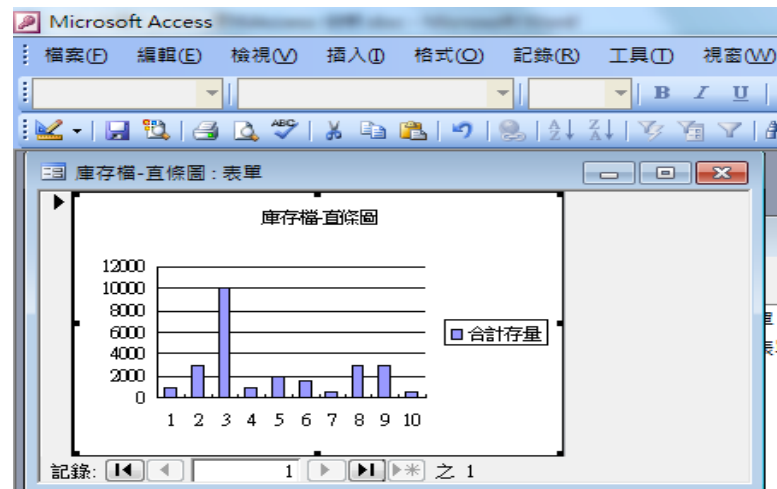 Microsoft Access
檔案(F) 編輯(E) 檢視(V) 插入(I) 格式(O) 記錄(R) 工具(T) 視窗(W)
B I U
ABC
庫存檔-直條圖 : 表單
庫存檔-直條圖
12000
10000
8000
6000
4000
2000
0
1 2 3 4 5 6 7 8 9 10
合計存量
記錄: 1 之 1